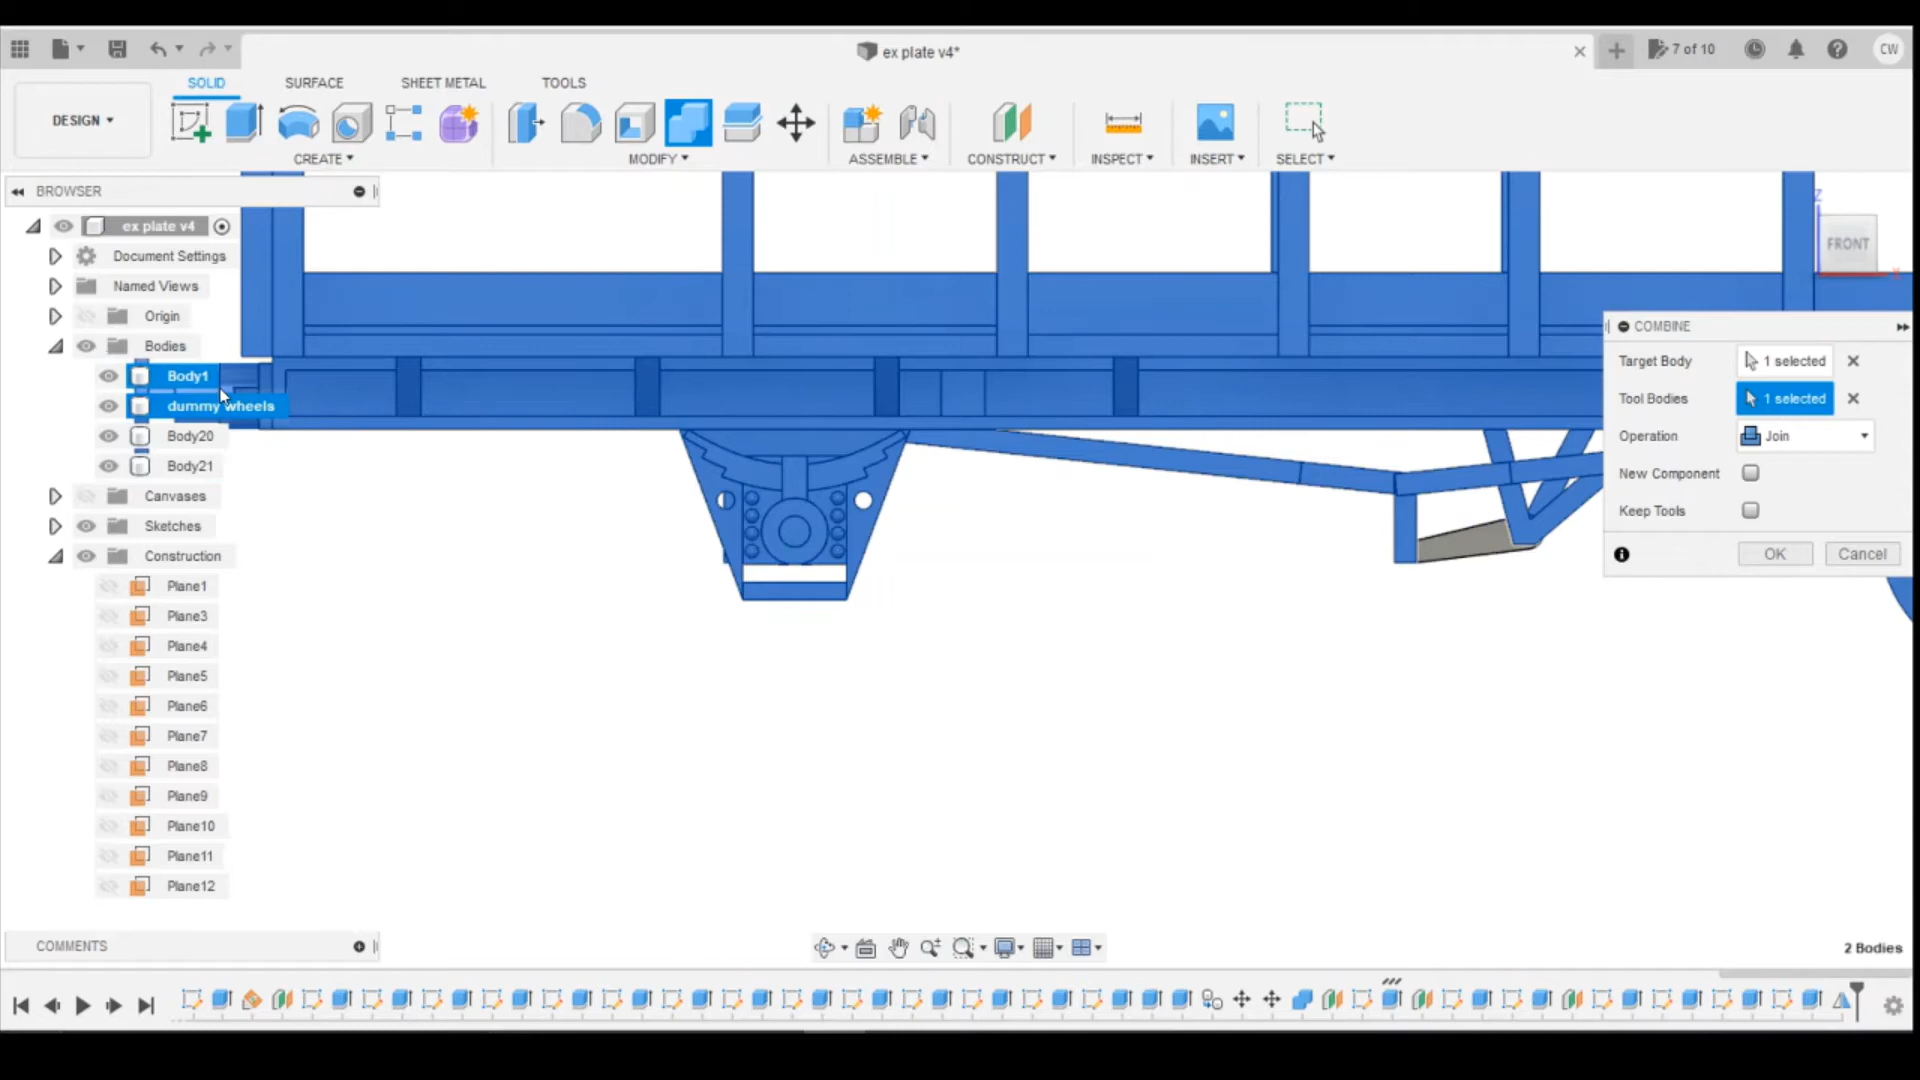 ex plate v4*
7 of 10
CW
SOLID
SURFACE
SHEET METAL
TOOLS
DESIGN
CREATE
MODIFY
ASSEMBLE
CONSTRUCT
INSPECT
INSERT
SELECT
BROWSER
ex plate v4
Document Settings
Named Views
Origin
Bodies
Body1
dummy wheels
Body20
Body21
Canvases
Sketches
Construction
Plane1
Plane3
Plane4
Plane5
Plane6
Plane7
Plane8
Plane9
Plane10
Plane11
Plane12
Z
FRONT
X
COMBINE
Target Body
1 selected
Tool Bodies
1 selected
Operation
Join
New Component
Keep Tools
OK
Cancel
COMMENTS
2 Bodies